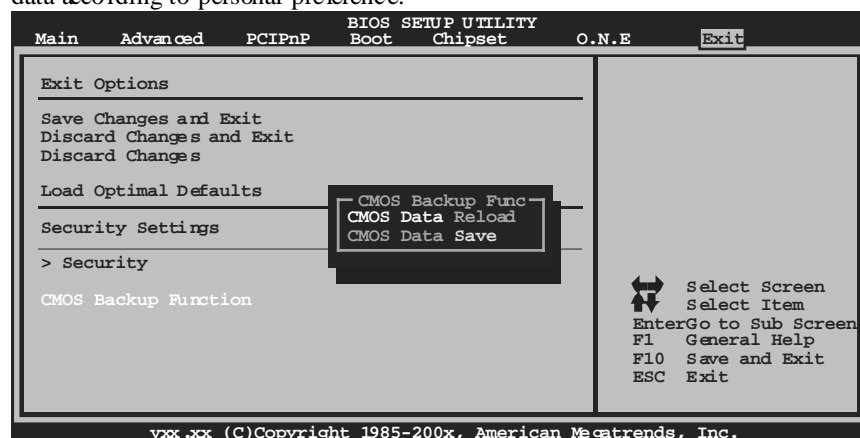 data according to personal preference.
BIOS SETUP UTILITY
Main Advanced PCIPnP Boot Chipset O.N.E Exit
Exit Options
Save Changes and Exit
Discard Changes and Exit
Discard Changes
Load Optimal Defaults
Security Settings
> Security
CMOS Backup Function
CMOS Backup Func
CMOS Data Reload
CMOS Data Save
Select Screen
Select Item
EnterGo to Sub Screen
F1 General Help
F10 Save and Exit
ESC Exit
vxx.xx (C)Copyright 1985-200x, American Megatrends, Inc.